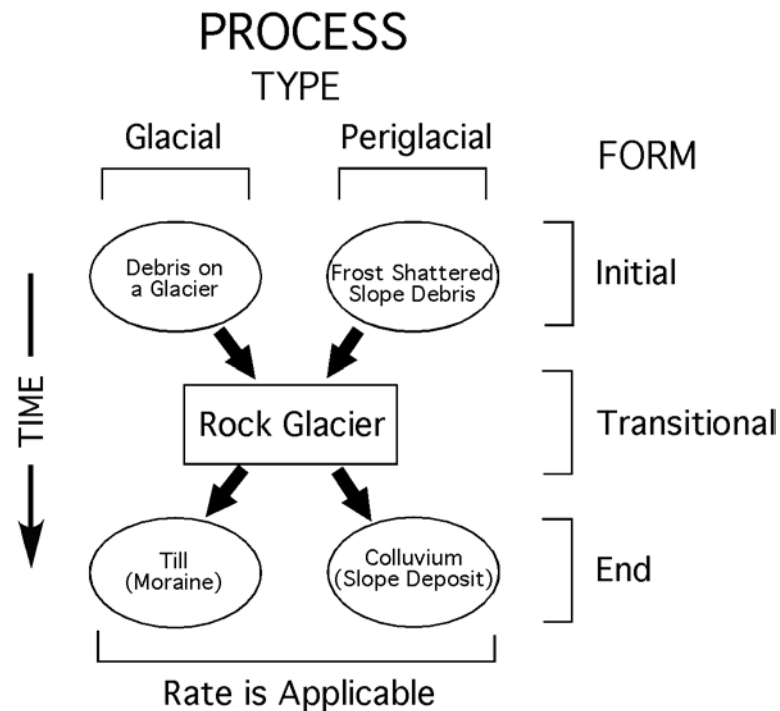 PROCESS
TYPE
Glacial
Periglacial
FORM
Debris on
a Glacier
Frost Shattered
Slope Debris
Initial
TIME
Rock Glacier
Transitional
Till
(Moraine)
Colluvium
(Slope Deposit)
End
Rate is Applicable